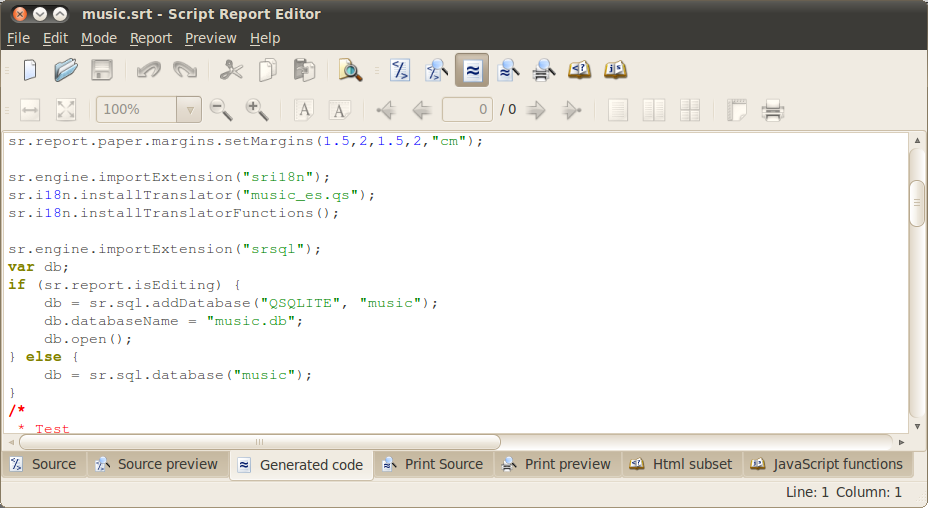 music.srt - Script Report Editor
File Edit Mode Report Preview Help
100% 0 / 0
sr.report.paper.margins.setMargins(1.5,2,1.5,2,"cm");
sr.engine.importExtension("sri18n");
sr.i18n.installTranslator("music_es.qs");
sr.i18n.installTranslatorFunctions();
sr.engine.importExtension("srsql");
var db;
if (sr.report.isEditing) {
    db = sr.sql.addDatabase("QSQLITE", "music");
    db.databaseName = "music.db";
    db.open();
} else {
    db = sr.sql.database("music");
}
/*
 * Test
Source Source preview Generated code Print Source Print preview Html subset JavaScript functions
Line: 1 Column: 1